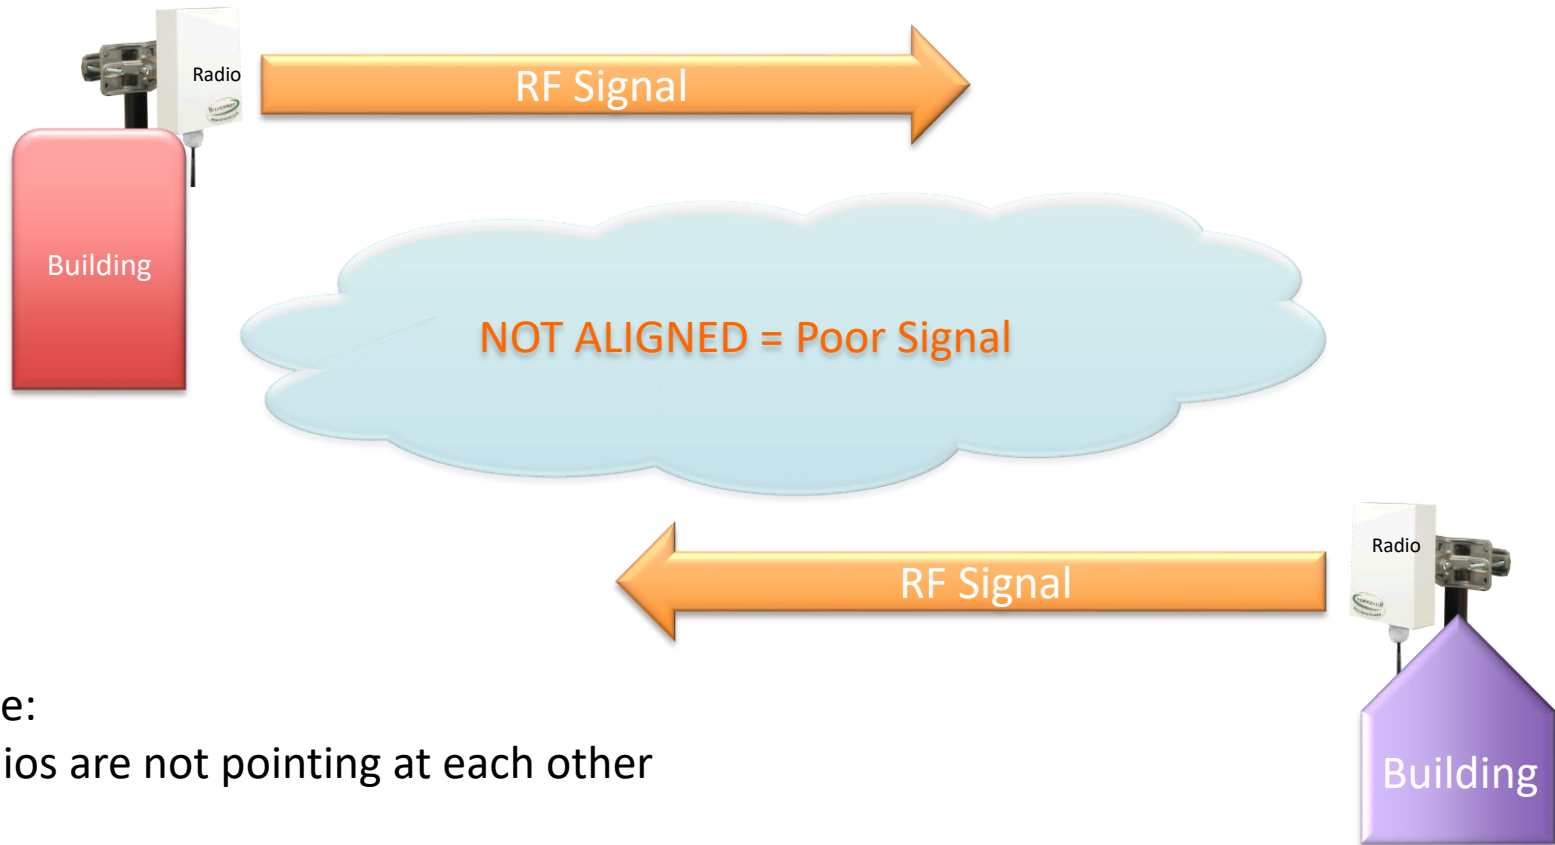 Radio
RF Signal
Building
NOT ALIGNED = Poor Signal
Radio
RF Signal
e:
ios are not pointing at each other
Building